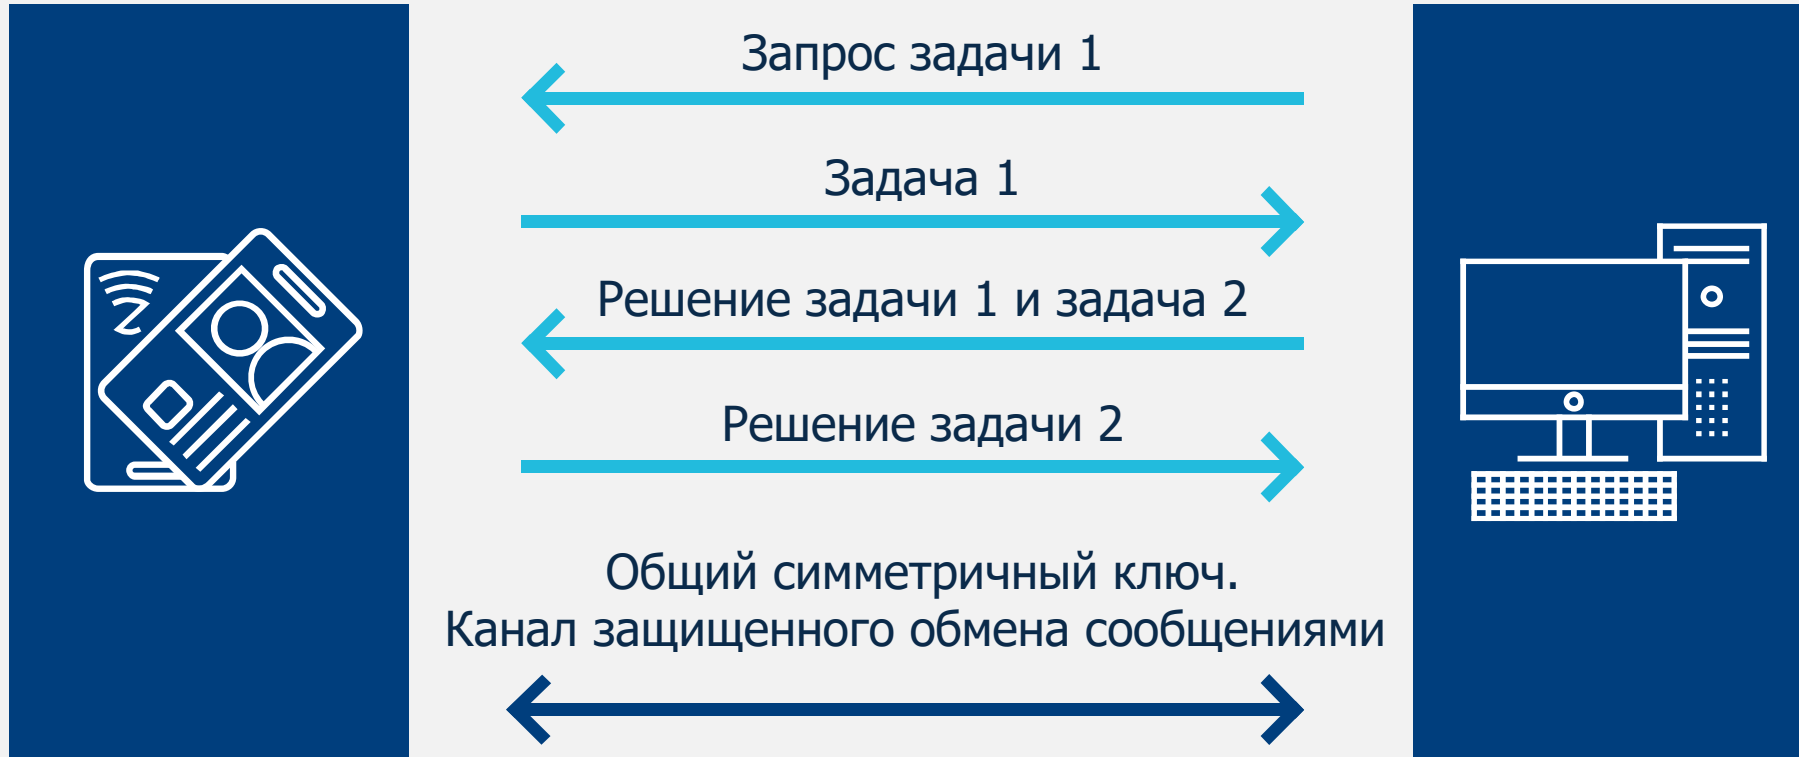 Запрос задачи 1
Задача 1
Решение задачи 1 и задача 2
Решение задачи 2
Общий симметричный ключ.
Канал защищенного обмена сообщениями